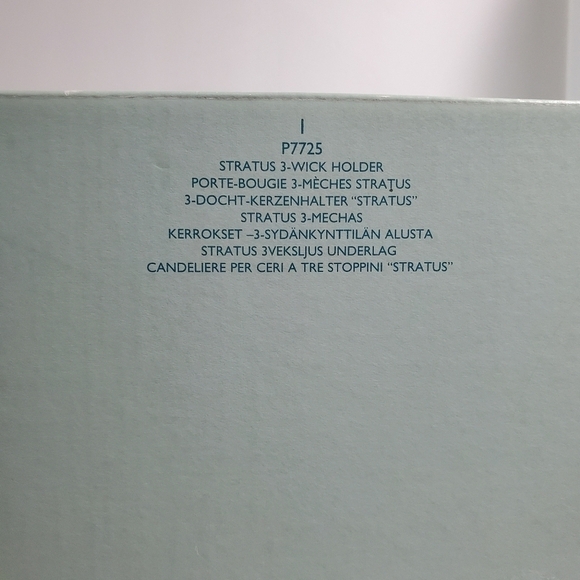 1
P7725
STRATUS 3-WICK HOLDER
PORTE-BOUGIE 3-MÈCHES STRATUS
3-DOCHT-KERZENHALTER “STRATUS”
STRATUS 3-MECHAS
KERROKSET –3-SYDÄNKYNTTILÄN ALUSTA
STRATUS 3VEKSLJUS UNDERLAG
CANDELIERE PER CERI A TRE STOPPINI “STRATUS”